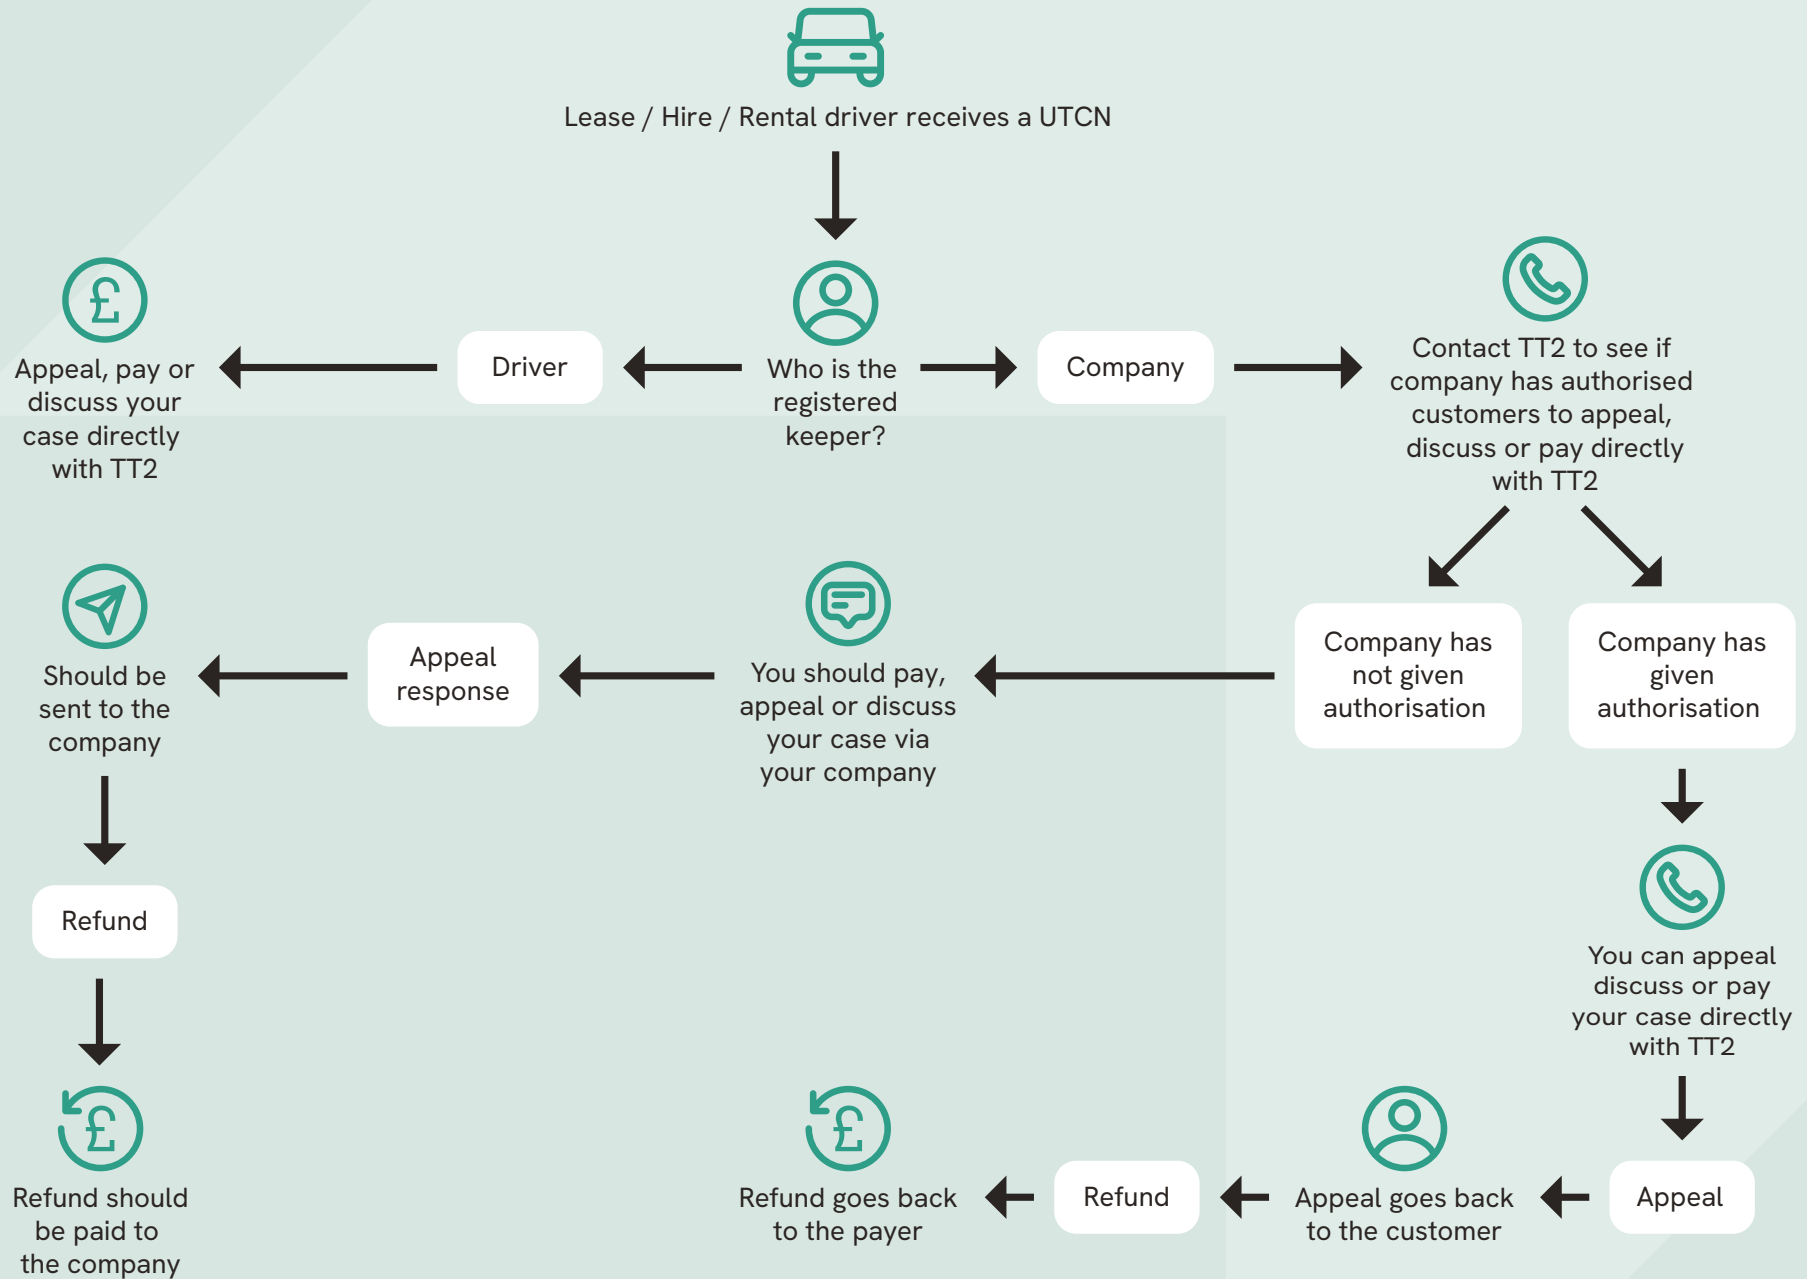 Lease / Hire / Rental driver receives a UTCN
Who is the
registered
keeper?
Driver
Appeal, pay or
discuss your
case directly
with TT2
Company
Contact TT2 to see if
company has authorised
customers to appeal,
discuss or pay directly
with TT2
Company has
not given
authorisation
You should pay,
appeal or discuss
your case via
your company
Appeal
response
Should be
sent to the
company
Refund
Refund should
be paid to
the company
Company has
given
authorisation
You can appeal
discuss or pay
your case directly
with TT2
Appeal
Appeal goes back
to the customer
Refund
Refund goes back
to the payer